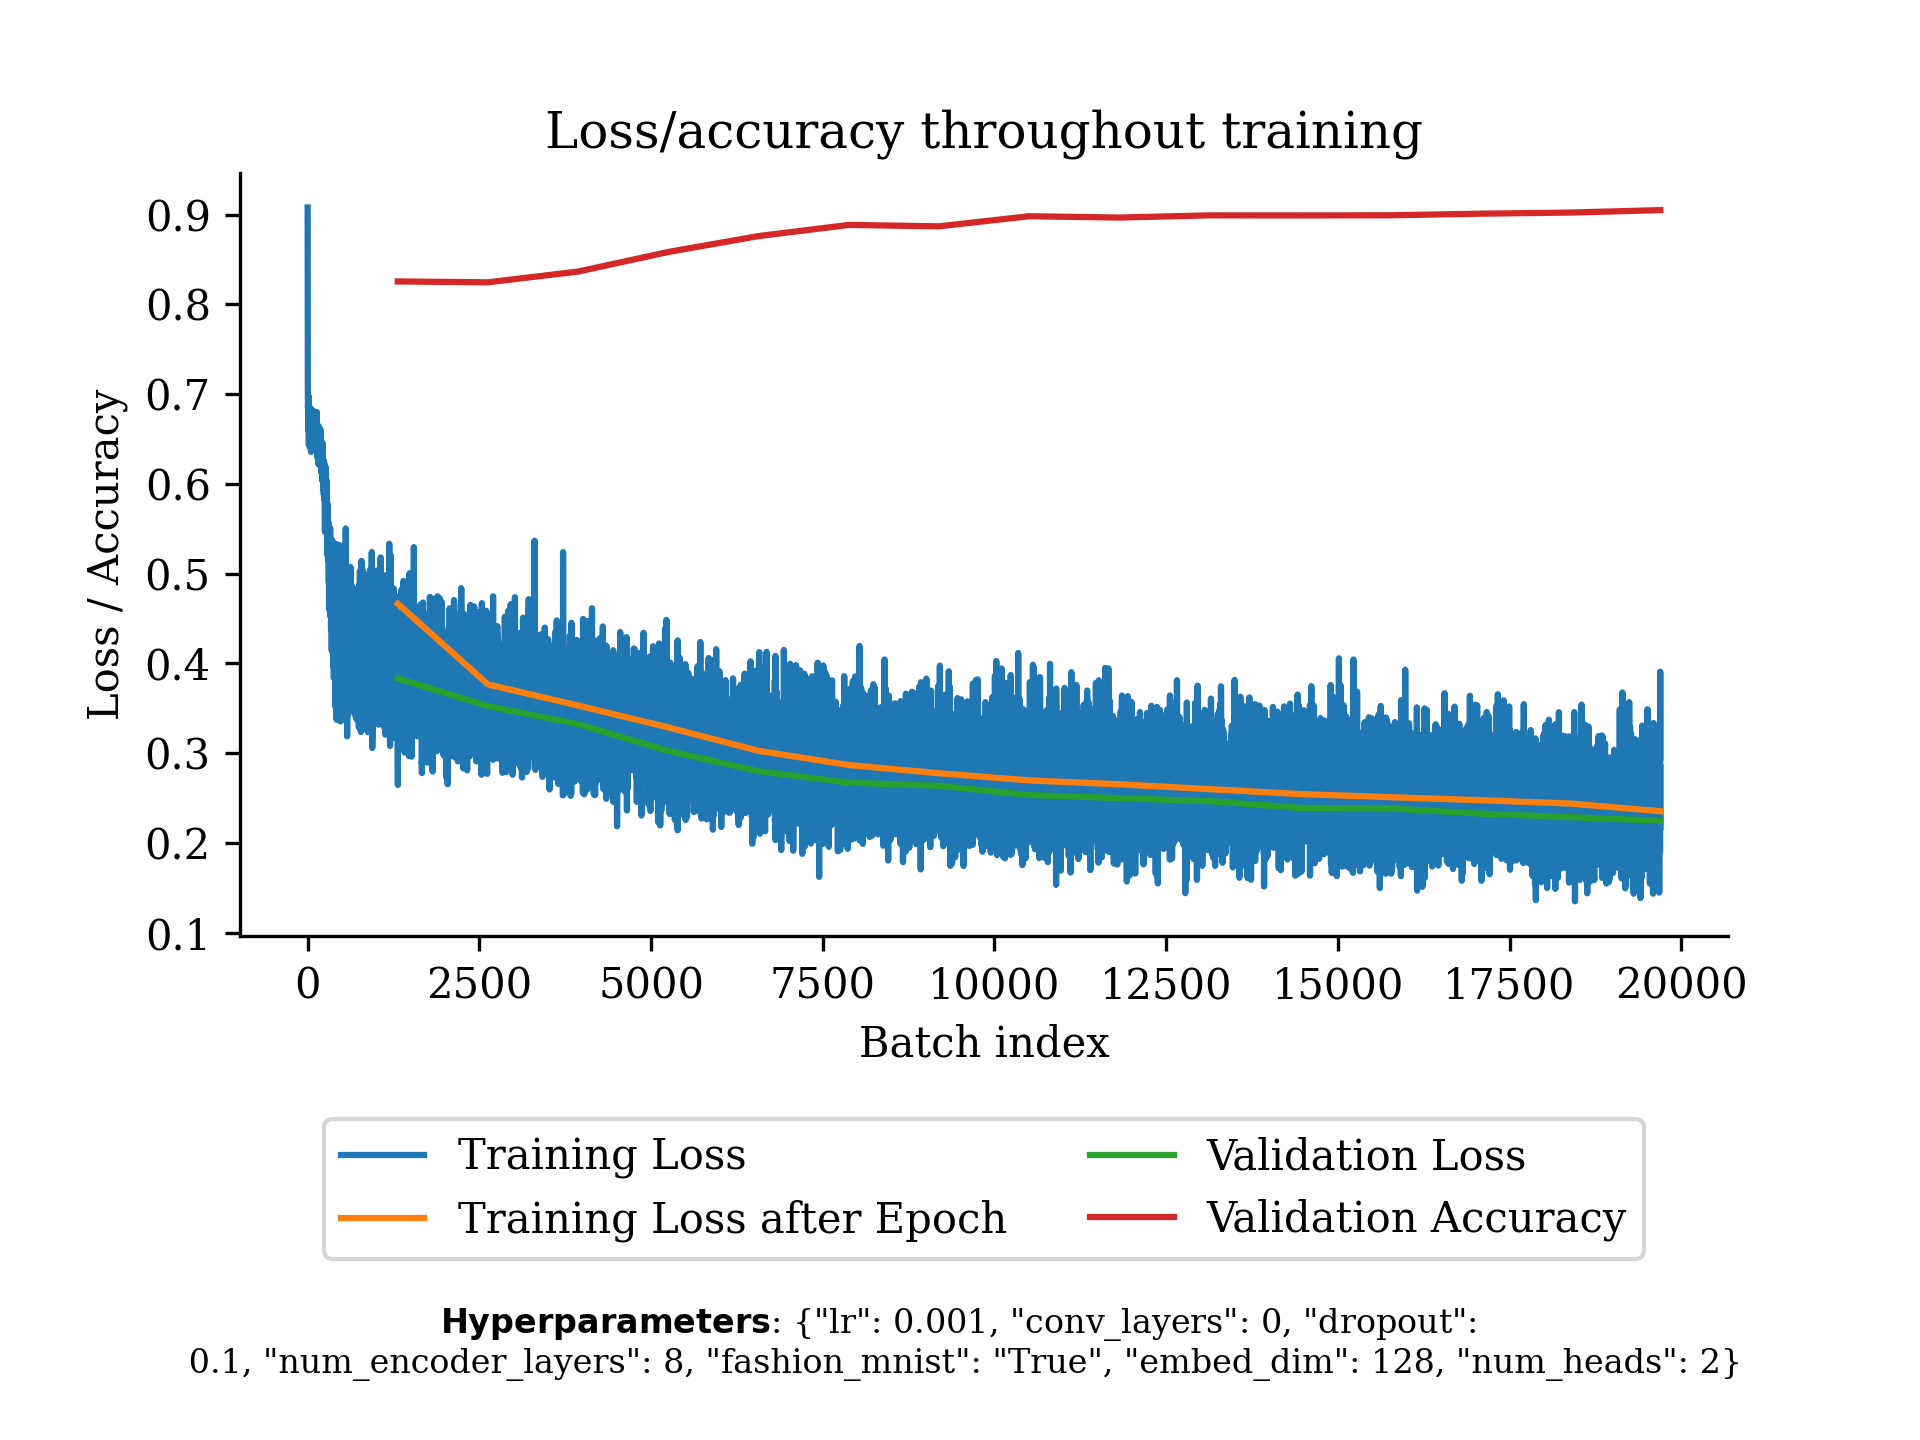 Loss/accuracy throughout training
Loss / Accuracy
0.9
0.8
0.7
0.6
0.5
0.4
0.3
0.2
0.1
0 2500 5000 7500 10000 12500 15000 17500 20000
Batch index
Training Loss
Training Loss after Epoch
Validation Loss
Validation Accuracy
Hyperparameters: {"lr": 0.001, "conv_layers": 0, "dropout":
0.1, "num_encoder_layers": 8, "fashion_mnist": "True", "embed_dim": 128, "num_heads": 2}